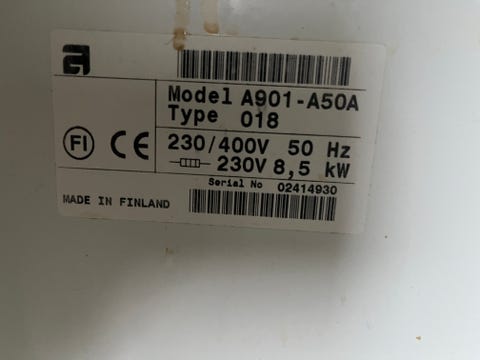 Model A901-A50A
Type 018
FI CE
230/400V 50 Hz
230V 8,5 kW
Serial No 02414930
MADE IN FINLAND